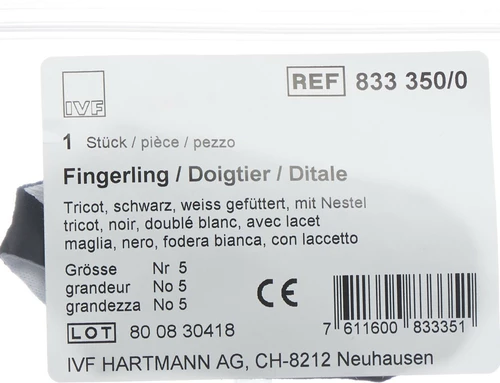 IVF
REF 833 350/0
1 Stück / pièce / pezzo
Fingerling / Doigtier / Ditale
Tricot, schwarz, weiss gefüttert, mit Nestel
tricot, noir, doublé blanc, avec lacet
maglia, nero, fodera bianca, con laccetto
Grösse Nr 5
grandeur No 5
grandezza No 5
CE
LOT 80 0830418
7 611600 833351
IVF HARTMANN AG, CH-8212 Neuhausen